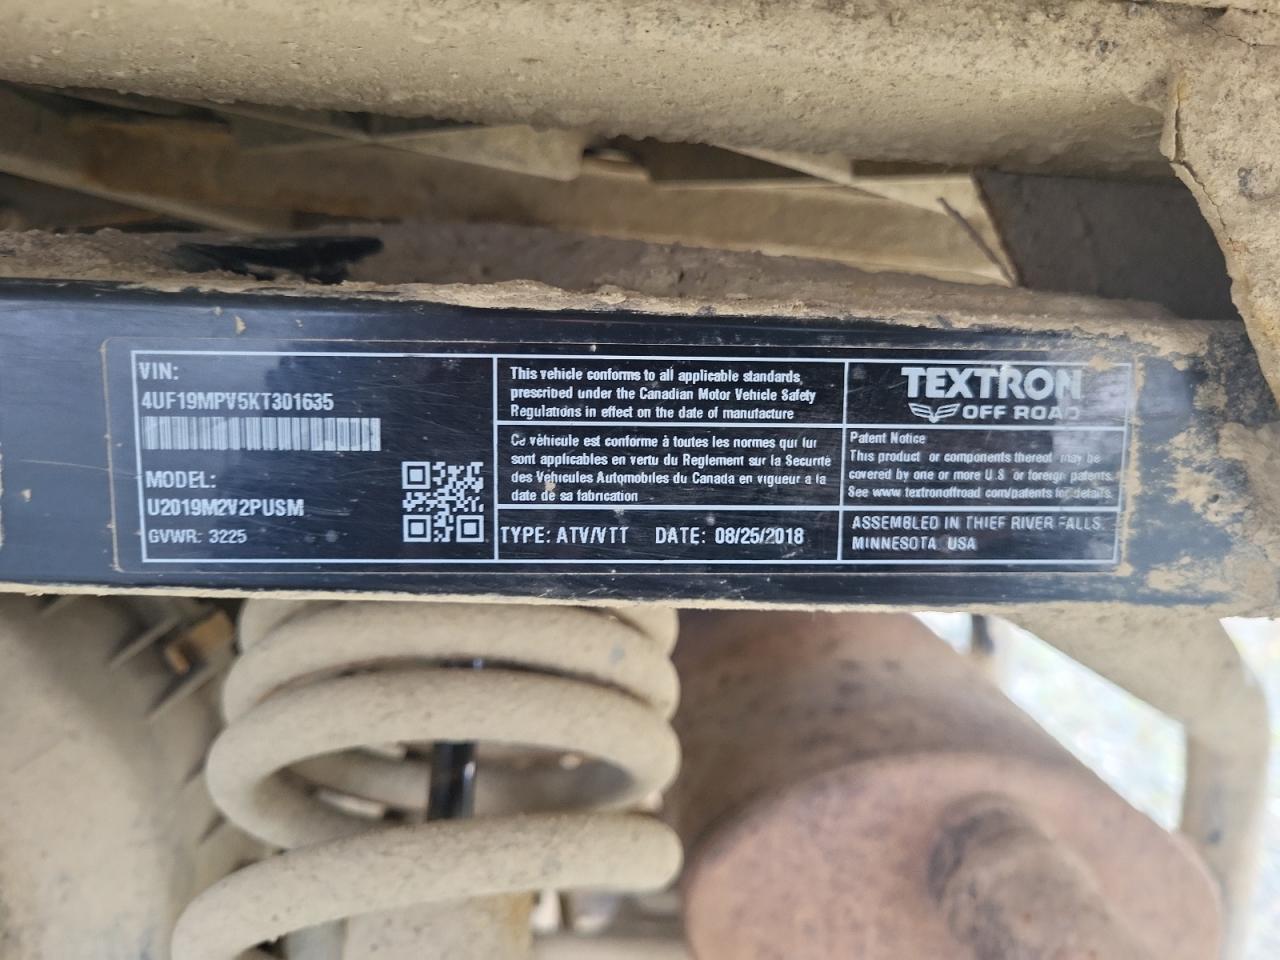 VIN:
4UF19MPV5KT301635
MODEL:
U2019M2V2PUSM
GVWR: 3225
This vehicle conforms to all applicable standards,
prescribed under the Canadian Motor Vehicle Safety
Regulations in effect on the date of manufacture
Ce véhicule est conforme à toutes les normes qui lur
sont applicables en vertu du Reglement sur la Securite
des Vehicules Automobiles du Canada en vigueur a la
date de sa fabrication
TYPE: ATV/VTT DATE: 08/25/2018
TEXTRON
OFF ROAD
Patent Notice
This product or components thereof may be
covered by one or more U.S. or foreign patents.
See www.textronoffroad.com/patents for details.
ASSEMBLED IN THIEF RIVER FALLS,
MINNESOTA USA